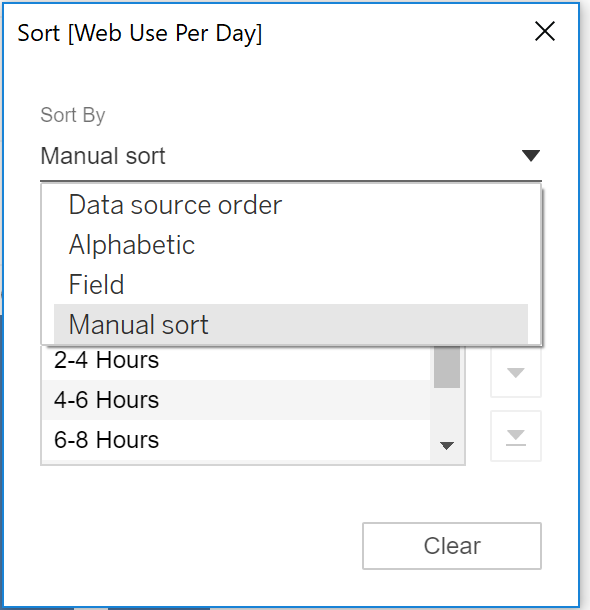 Sort [Web Use Per Day]
Sort By
Manual sort
Data source order
Alphabetic
Field
Manual sort
2-4 Hours
4-6 Hours
6-8 Hours
Clear